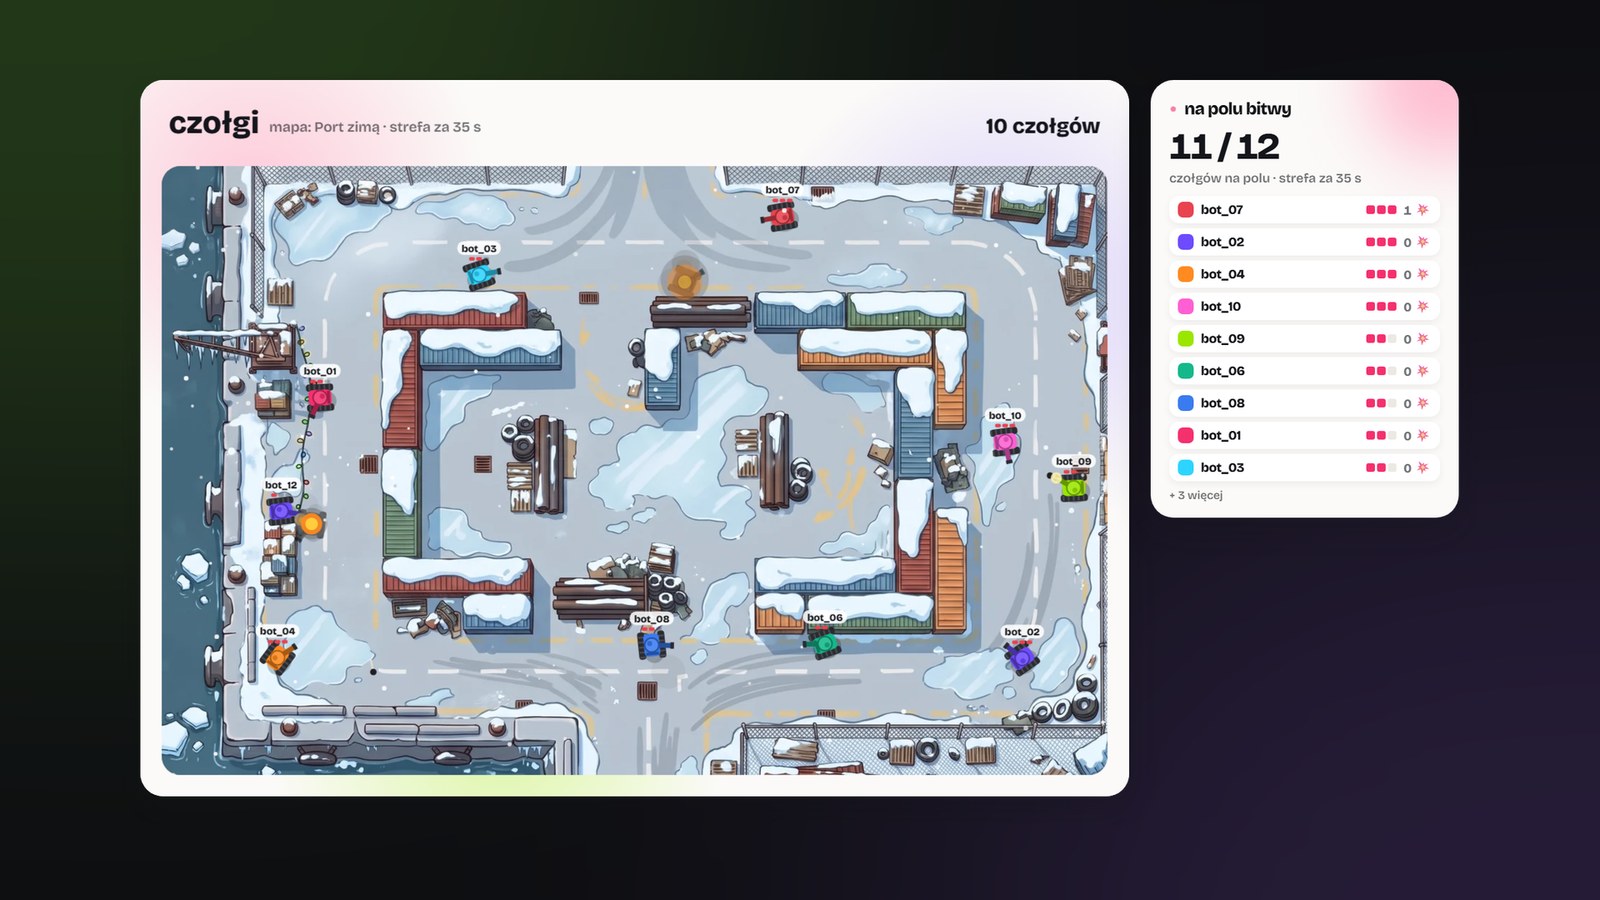 czołgi
mapa: Port zimą · strefa za 35 s
10 czołgów
bot_07
bot_03
bot_01
bot_10
bot_09
bot_12
bot_08
bot_06
bot_04
bot_02
na polu bitwy
11 / 12
czołgów na polu · strefa za 35 s
bot_07 1
bot_02 0
bot_04 0
bot_10 0
bot_09 0
bot_06 0
bot_08 0
bot_01 0
bot_03 0
+ 3 więcej